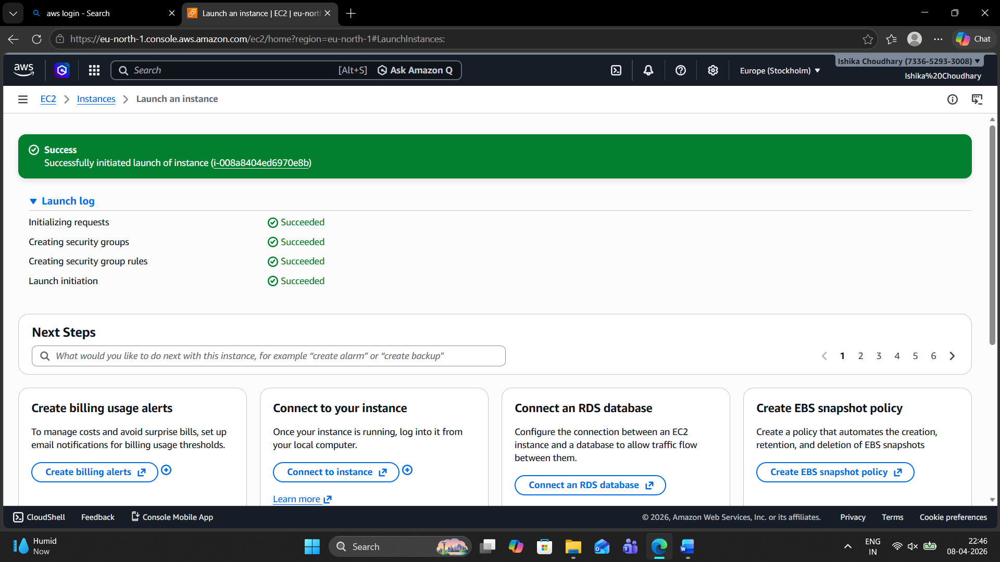 aws login - Search
Launch an instance | EC2 | eu-nort
https://eu-north-1.console.aws.amazon.com/ec2/home?region=eu-north-1#LaunchInstances:
Chat
aws
Search
[Alt+S]
Ask Amazon Q
Europe (Stockholm)
Ishika Choudhary (7336-5293-3008)
Ishika%20Choudhary
EC2
Instances
Launch an instance
Success
Successfully initiated launch of instance (i-008a8404ed6970e8b)
Launch log
Initializing requests
Succeeded
Creating security groups
Succeeded
Creating security group rules
Succeeded
Launch initiation
Succeeded
Next Steps
What would you like to do next with this instance, for example “create alarm” or “create backup"
1 2 3 4 5 6
Create billing usage alerts
To manage costs and avoid surprise bills, set up
email notifications for billing usage thresholds.
Create billing alerts
Connect to your instance
Once your instance is running, log into it from
your local computer.
Connect to instance
Learn more
Connect an RDS database
Configure the connection between an EC2
instance and a database to allow traffic flow
between them.
Connect an RDS database
Create EBS snapshot policy
Create a policy that automates the creation,
retention, and deletion of EBS snapshots
Create EBS snapshot policy
CloudShell
Feedback
Console Mobile App
© 2026, Amazon Web Services, Inc. or its affiliates.
Privacy
Terms
Cookie preferences
Humid
Now
Search
ENG
IN
22:46
08-04-2026